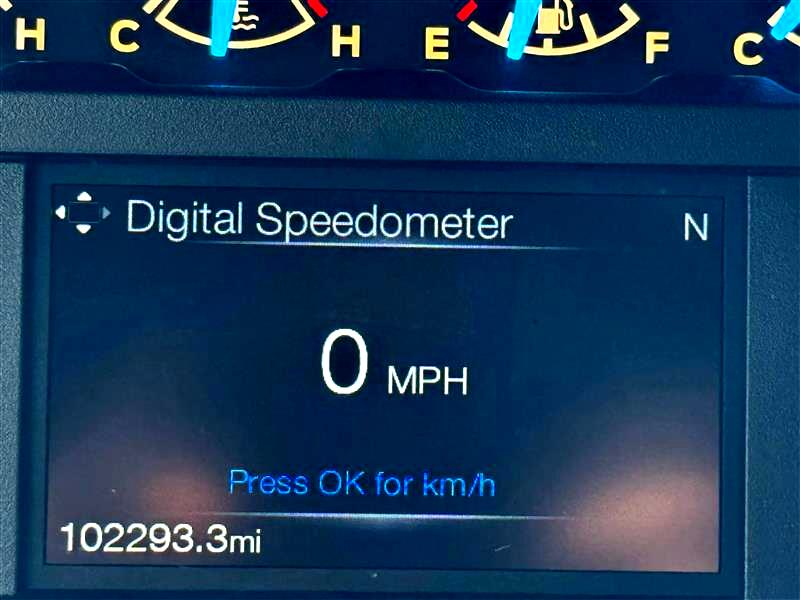 H C H E F C
Digital Speedometer N
0 MPH
Press OK for km/h
102293.3mi